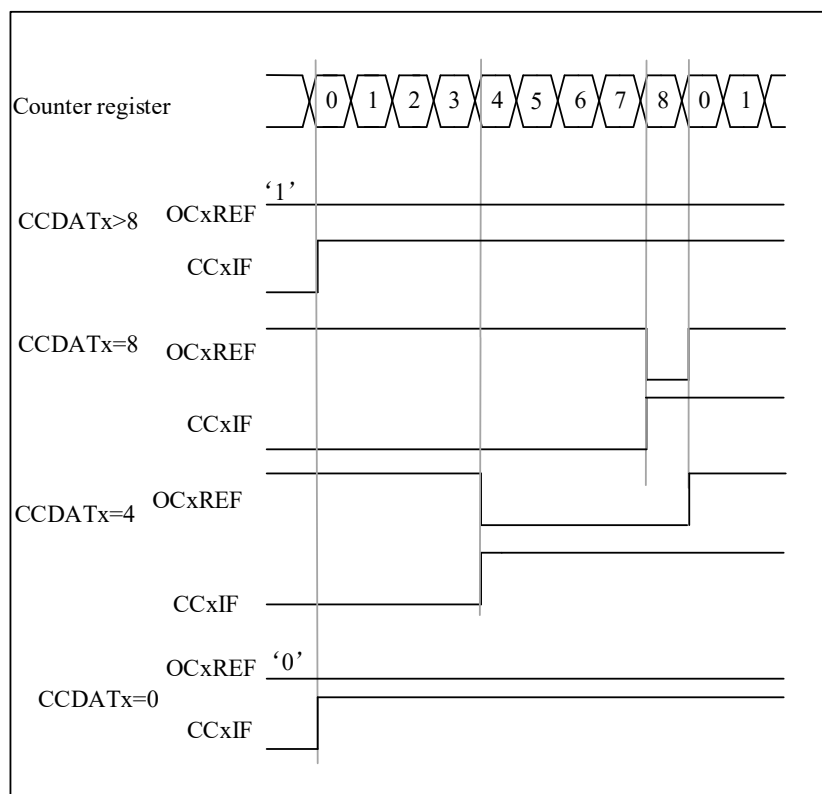 Counter register 0 1 2 3 4 5 6 7 8 0 1
‘1’
CCDATx>8 OCxREF
CCxIF
CCDATx=8 OCxREF
CCxIF
OCxREF
CCDATx=4
CCxIF
OCxREF ‘0’
CCDATx=0
CCxIF